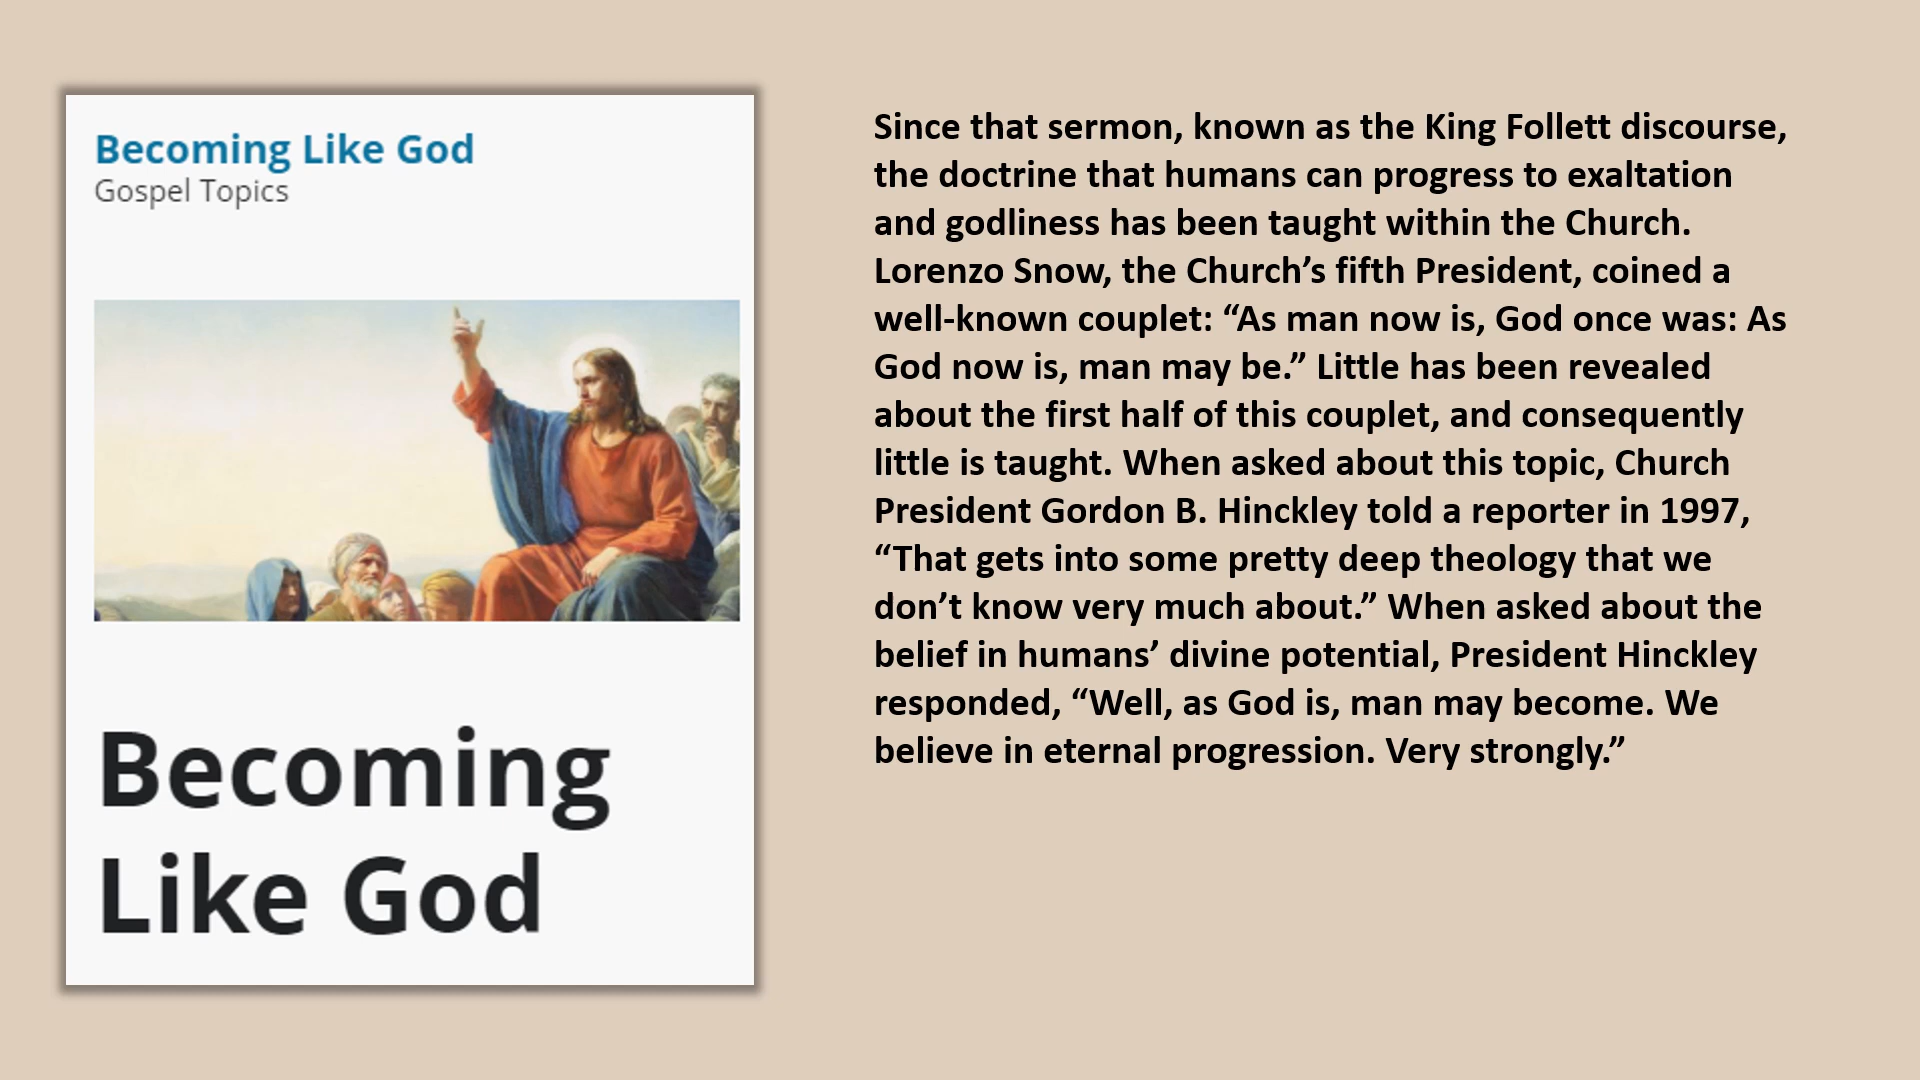 Becoming Like God
Gospel Topics
Becoming
Like God
Since that sermon, known as the King Follett discourse,
the doctrine that humans can progress to exaltation
and godliness has been taught within the Church.
Lorenzo Snow, the Church’s fifth President, coined a
well-known couplet: “As man now is, God once was: As
God now is, man may be.” Little has been revealed
about the first half of this couplet, and consequently
little is taught. When asked about this topic, Church
President Gordon B. Hinckley told a reporter in 1997,
“That gets into some pretty deep theology that we
don’t know very much about.” When asked about the
belief in humans’ divine potential, President Hinckley
responded, “Well, as God is, man may become. We
believe in eternal progression. Very strongly.”